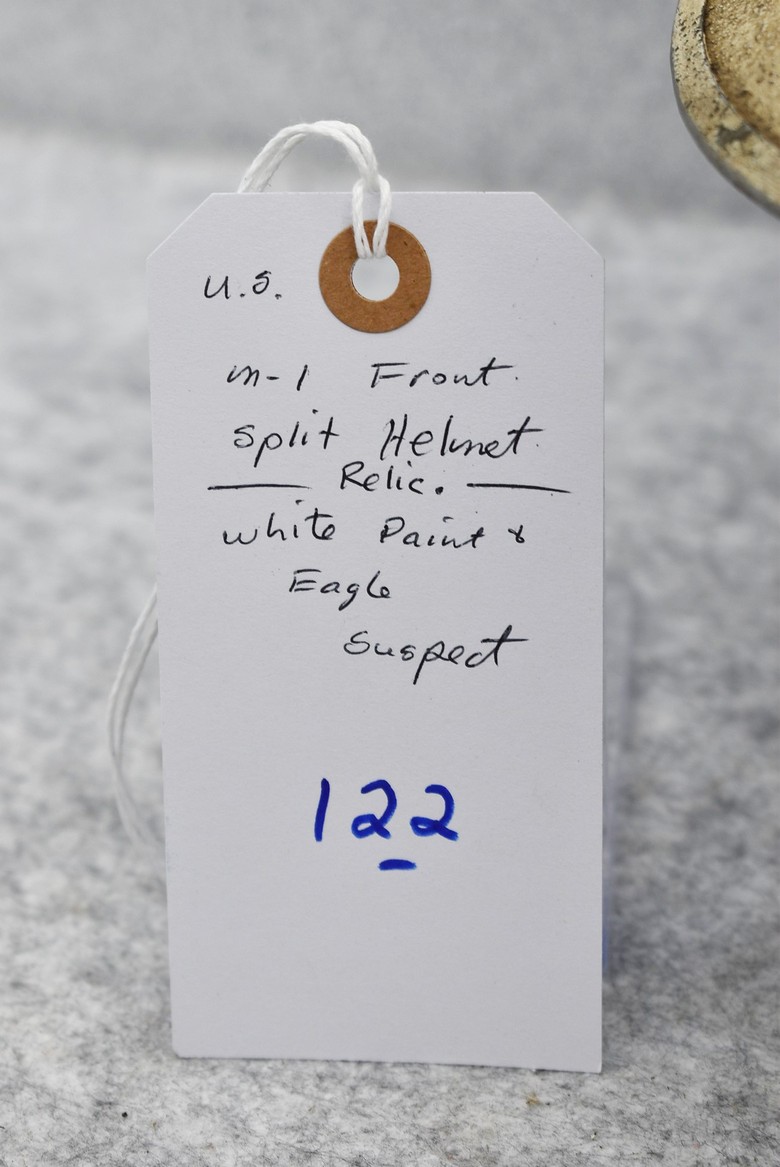 U.S.
M-1 Front.
Split Helmet.
— Relic. —
White Paint &
Eagle
Suspect
122